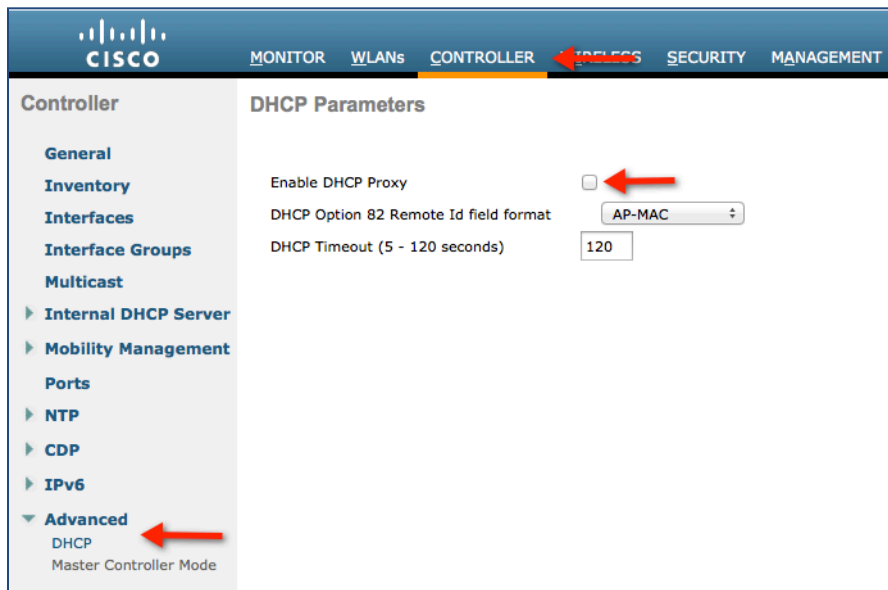 CISCO
MONITOR WLANs CONTROLLER WIRELESS SECURITY MANAGEMENT
Controller
General
Inventory
Interfaces
Interface Groups
Multicast
Internal DHCP Server
Mobility Management
Ports
NTP
CDP
IPv6
Advanced
DHCP
Master Controller Mode
DHCP Parameters
Enable DHCP Proxy
DHCP Option 82 Remote Id field format AP-MAC
DHCP Timeout (5 - 120 seconds) 120